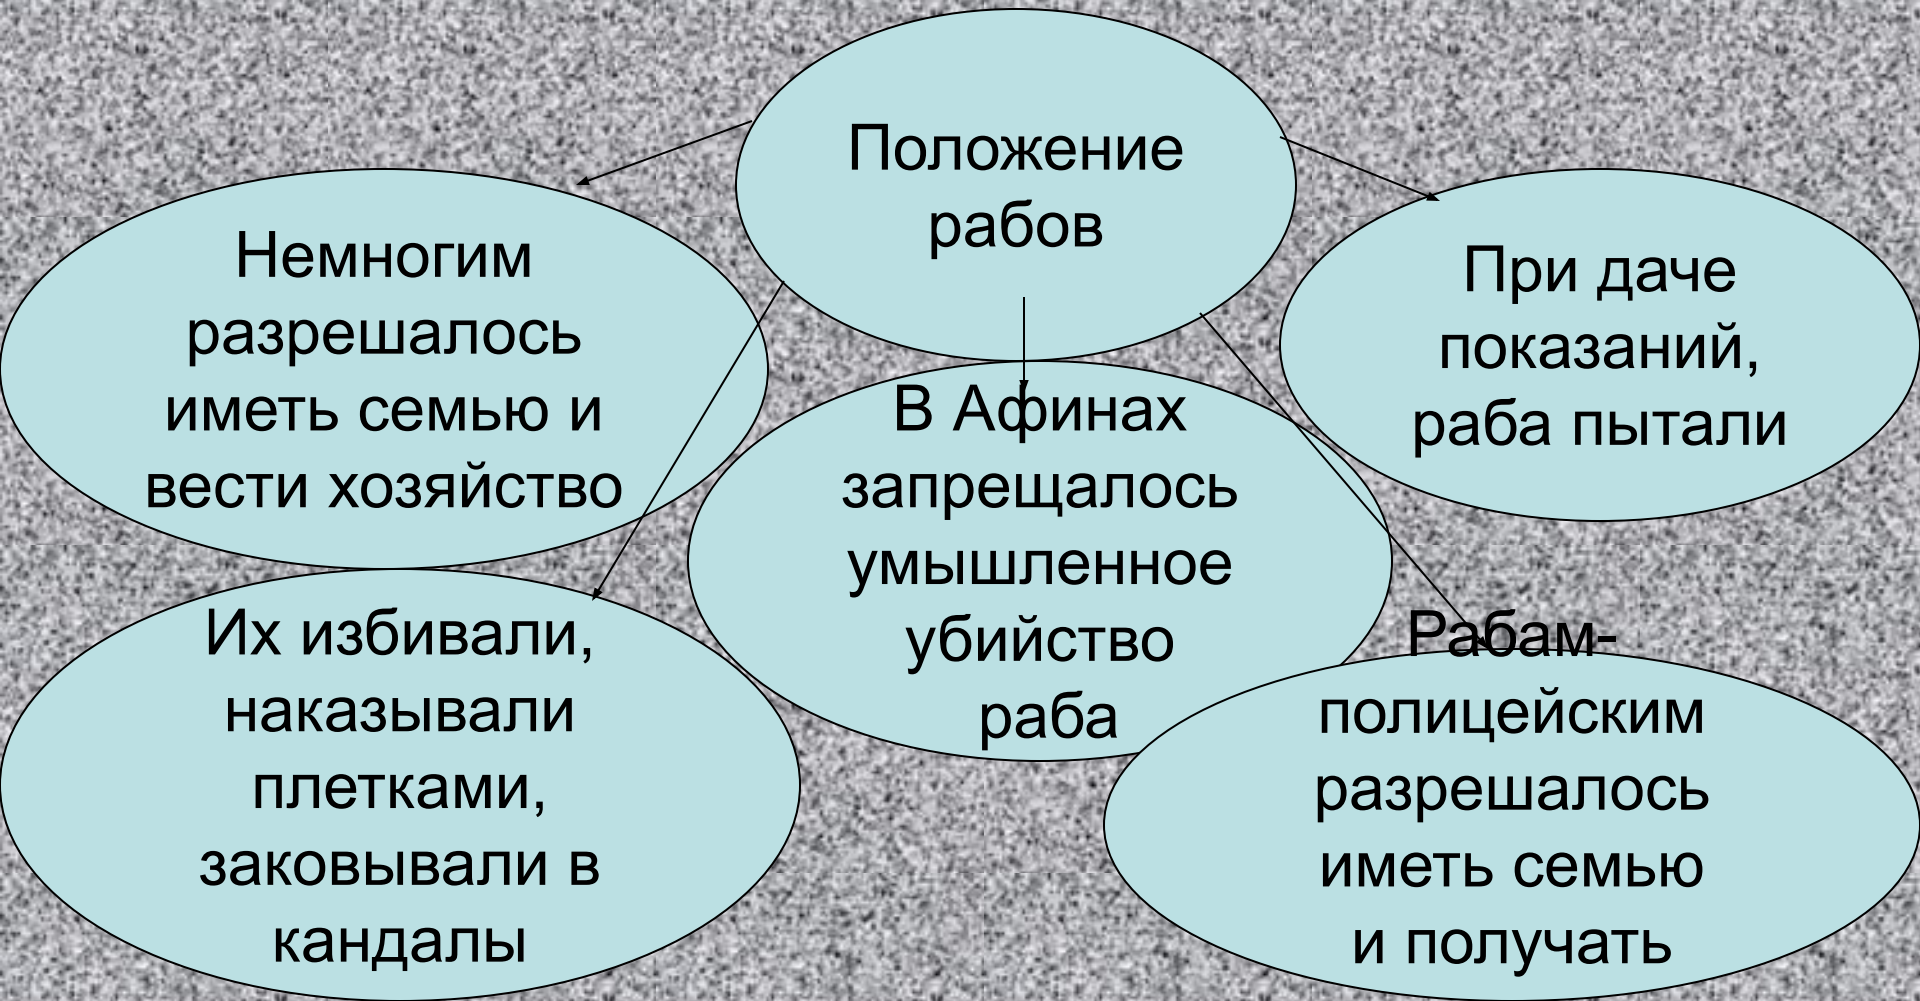 Положение
рабов
Немногим
разрешалось
иметь семью и
вести хозяйство
При даче
показаний,
раба пытали
В Афинах
запрещалось
умышленное
убийство
раба
Их избивали,
наказывали
плетками,
заковывали в
кандалы
Рабам-
полицейским
разрешалось
иметь семью
и получать